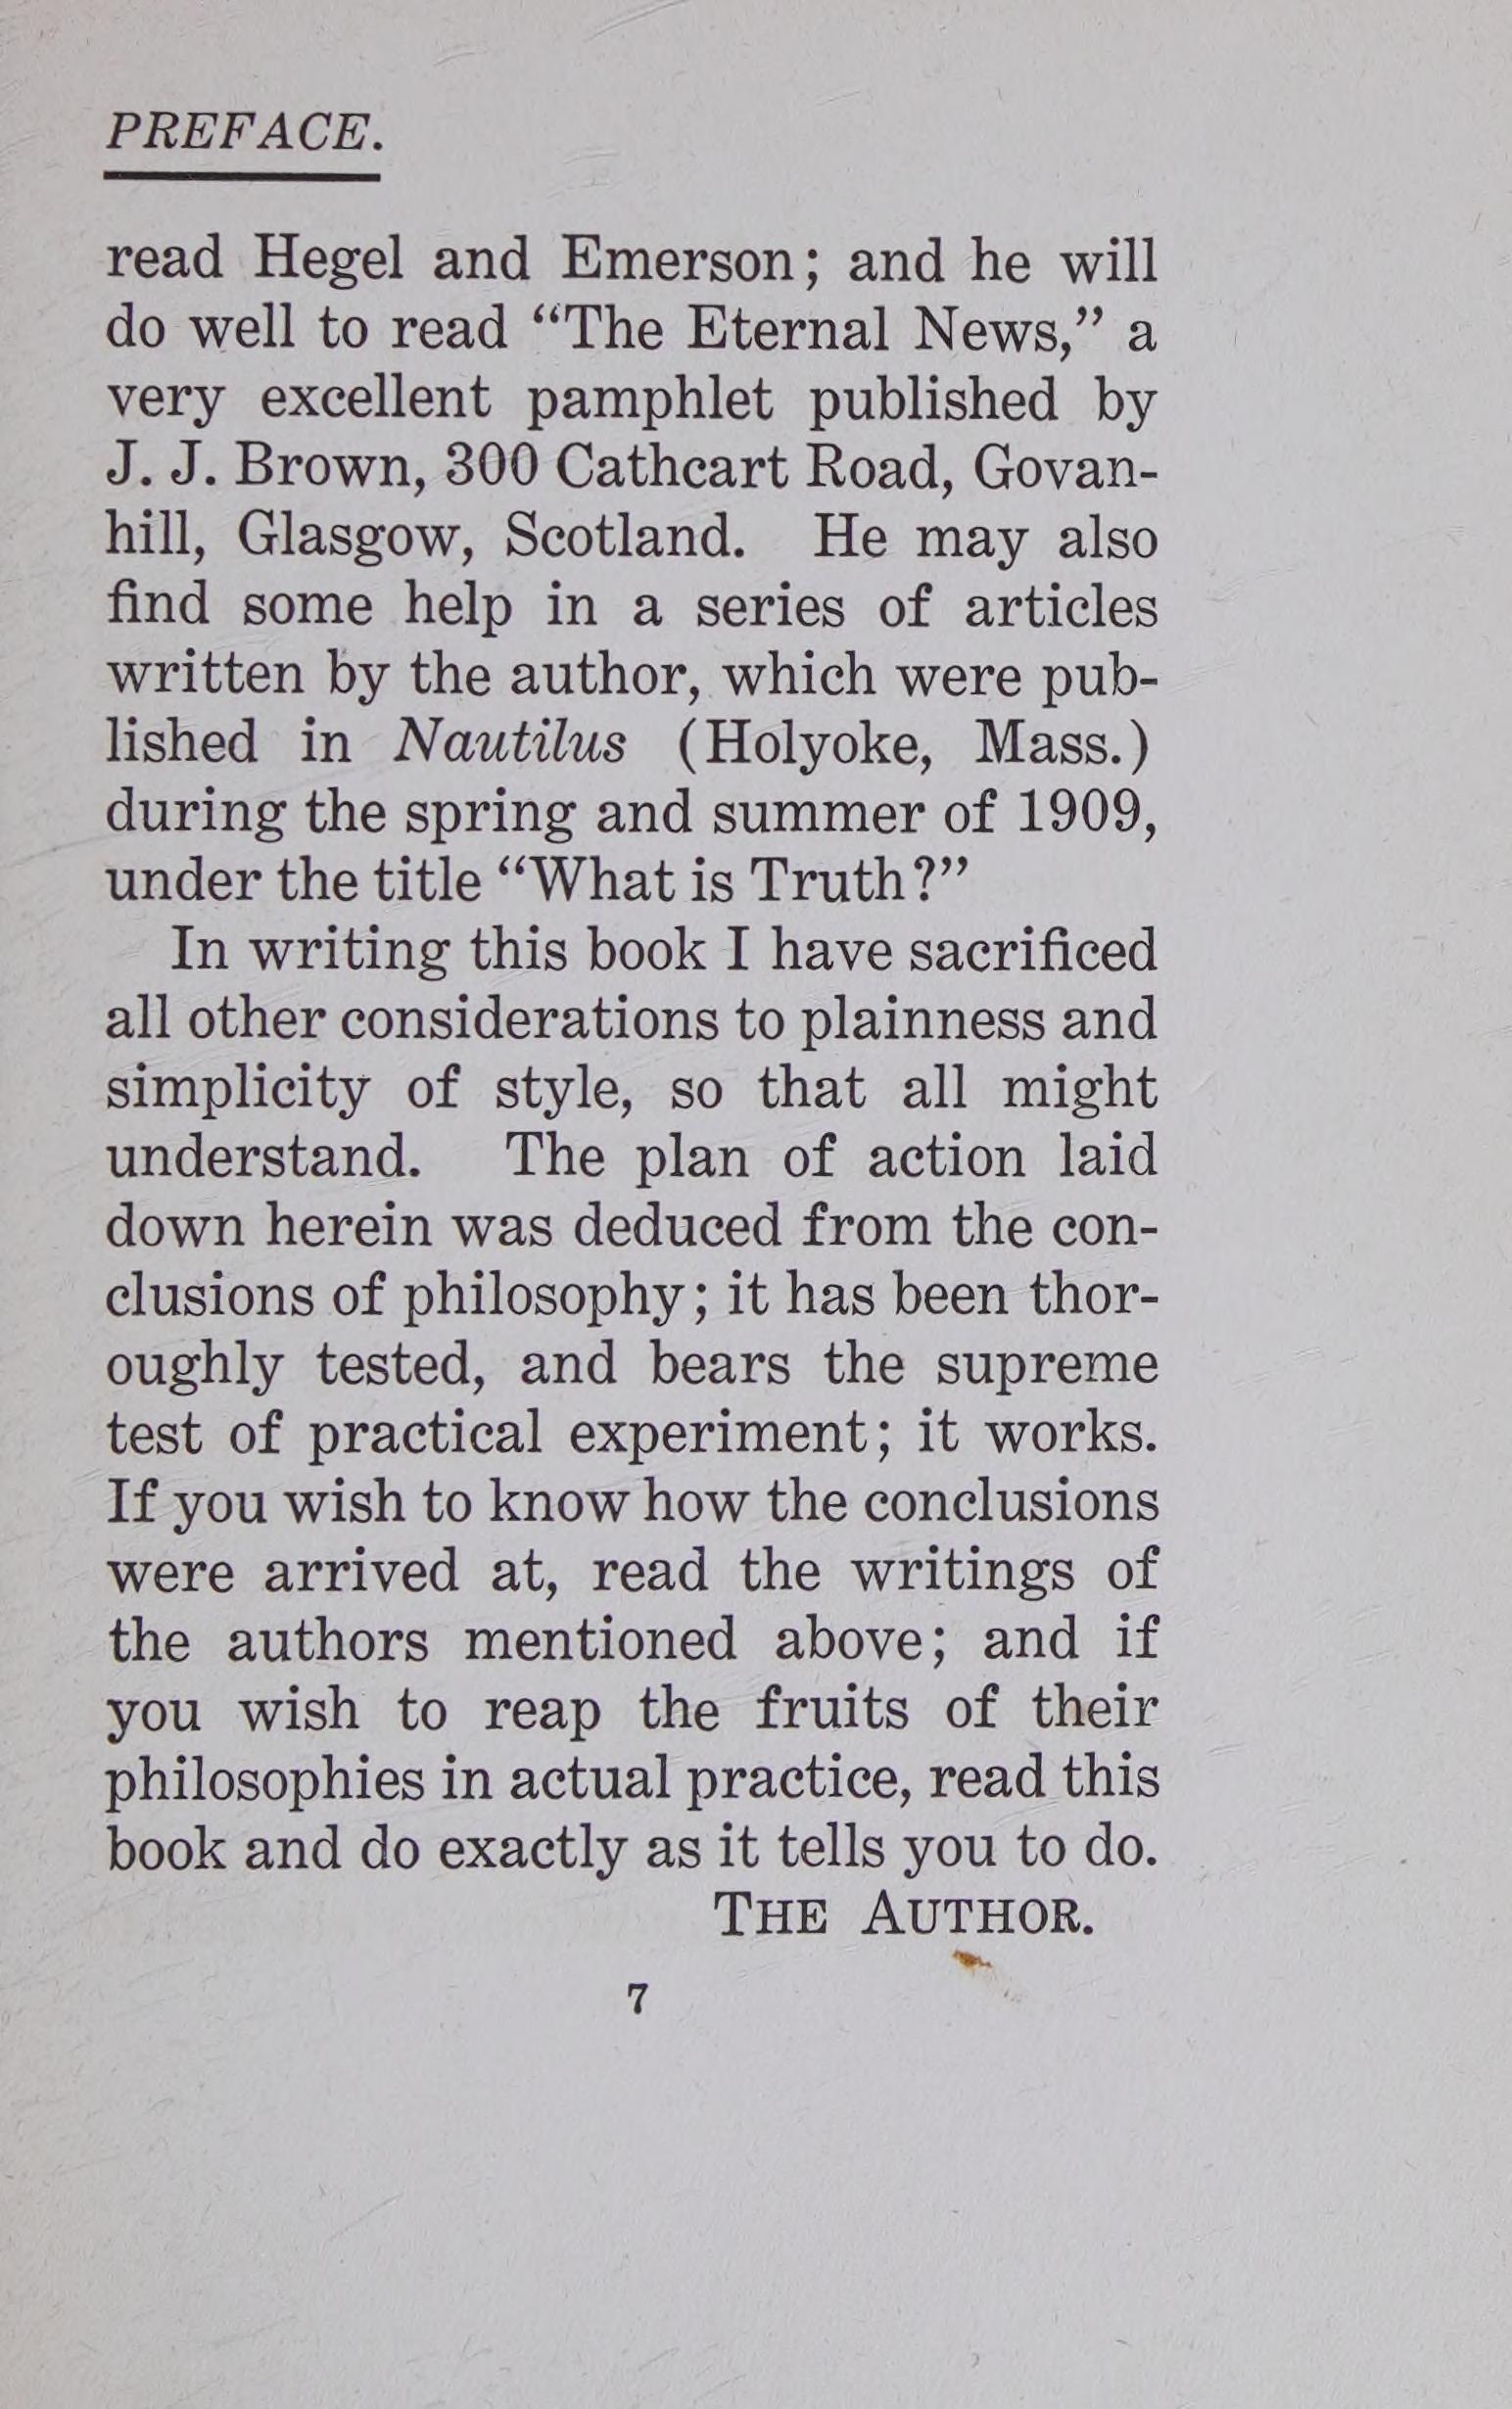 PREFACE.
read Hegel and Emerson; and he will
do well to read “The Eternal News,” a
very excellent pamphlet published by
J. J. Brown, 300 Cathcart Road, Govan-
hill, Glasgow, Scotland. He may also
find some help in a series of articles
written by the author, which were pub-
lished in Nautilus (Holyoke, Mass.)
during the spring and summer of 1909,
under the title “What is Truth?”
In writing this book I have sacrificed
all other considerations to plainness and
simplicity of style, so that all might
understand. The plan of action laid
down herein was deduced from the con-
clusions of philosophy; it has been thor-
oughly tested, and bears the supreme
test of practical experiment; it works.
If you wish to know how the conclusions
were arrived at, read the writings of
the authors mentioned above; and if
you wish to reap the fruits of their
philosophies in actual practice, read this
book and do exactly as it tells you to do.
THE AUTHOR.
7